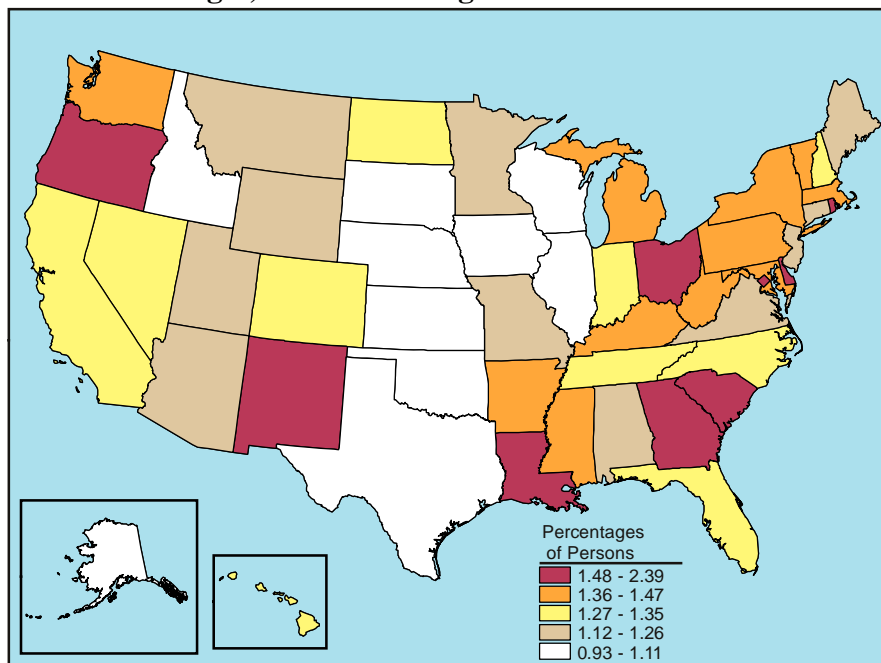 Percentages
of Persons
1.48 - 2.39
1.36 - 1.47
1.27 - 1.35
1.12 - 1.26
0.93 - 1.11